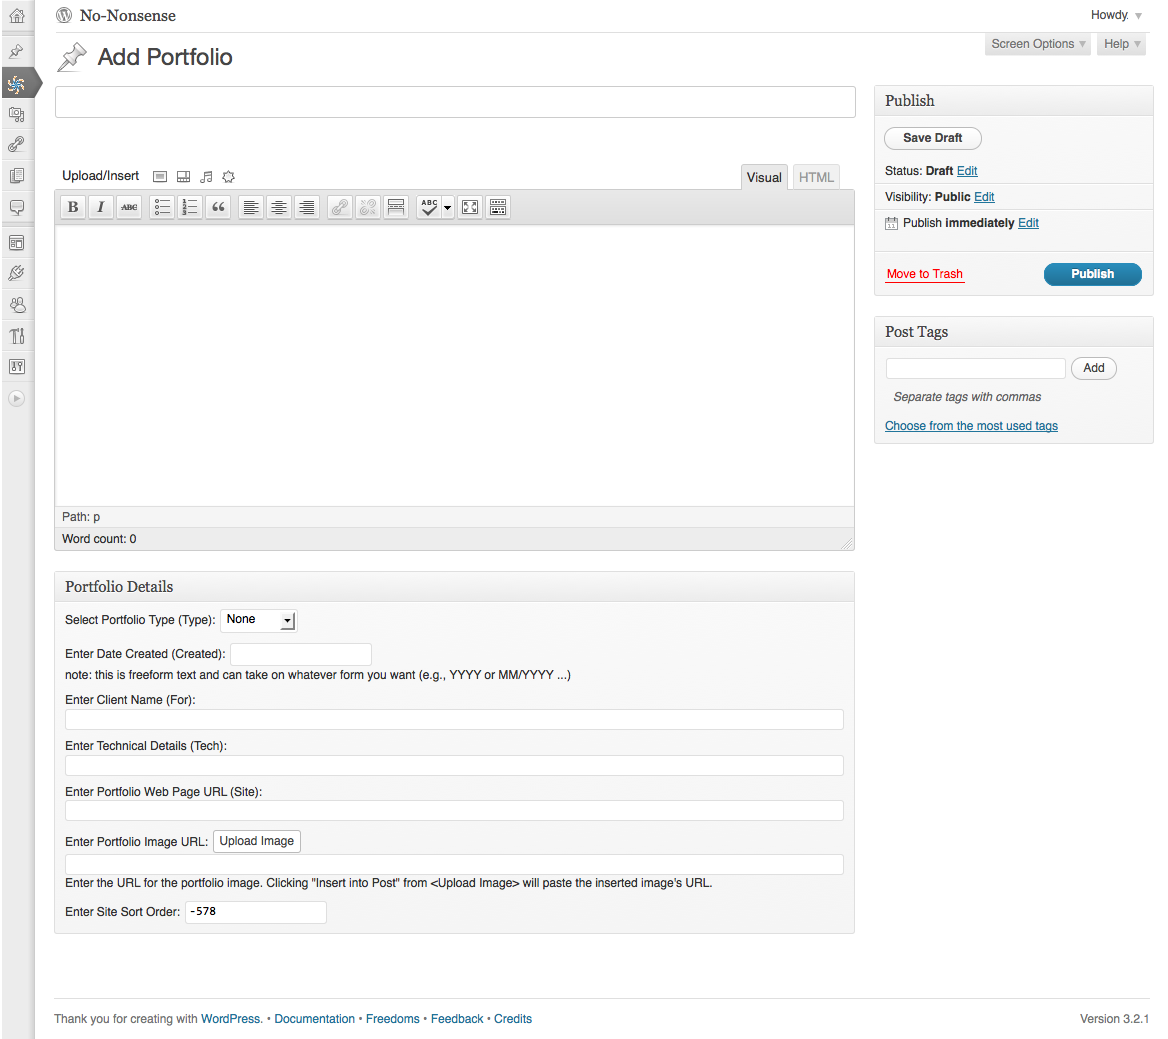 No-Nonsense
Howdy.
Screen Options
Help
Add Portfolio
Upload/Insert
Visual
HTML
B I ABC
ABC
Path: p
Word count: 0
Portfolio Details
Select Portfolio Type (Type): None
Enter Date Created (Created):
note: this is freeform text and can take on whatever form you want (e.g., YYYY or MM/YYYY ...)
Enter Client Name (For):
Enter Technical Details (Tech):
Enter Portfolio Web Page URL (Site):
Enter Portfolio Image URL: Upload Image
Enter the URL for the portfolio image. Clicking "Insert into Post" from <Upload Image> will paste the inserted image's URL.
Enter Site Sort Order: -578
Publish
Save Draft
Status: Draft Edit
Visibility: Public Edit
Publish immediately Edit
Move to Trash
Publish
Post Tags
Add
Separate tags with commas
Choose from the most used tags
Thank you for creating with WordPress. • Documentation • Freedoms • Feedback • Credits
Version 3.2.1